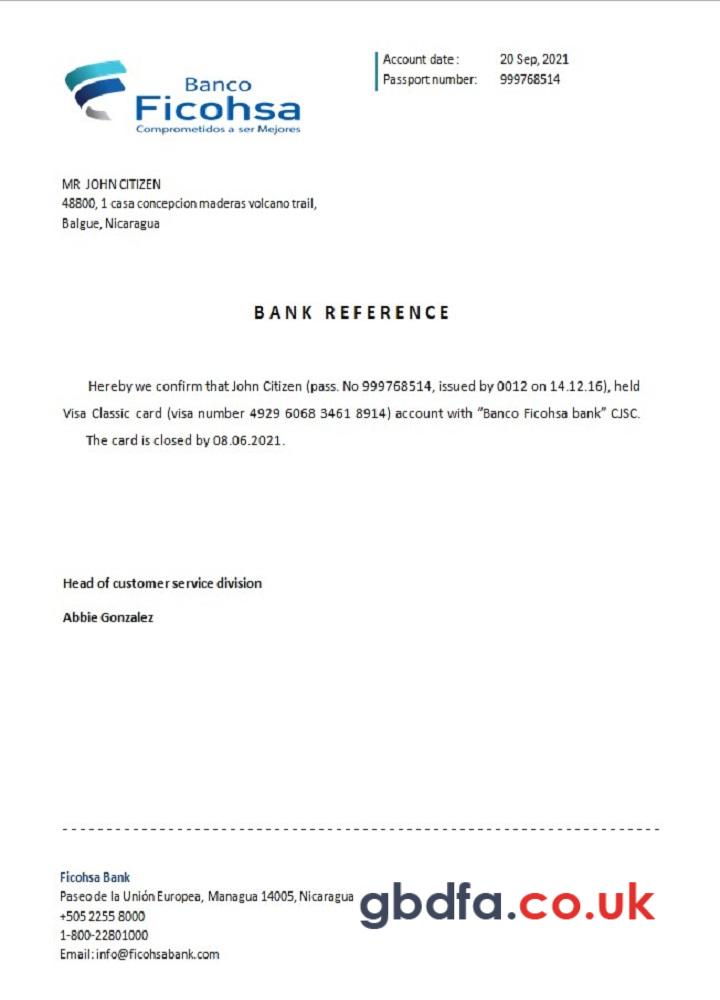 Banco
Ficohsa
Comprometidos a ser Mejores
Account date : 20 Sep, 2021
Passport number: 999768514
MR JOHN CITIZEN
48800, 1 casa concepcion maderas volcano trail,
Balgue, Nicaragua
BANK REFERENCE
Hereby we confirm that John Citizen (pass. No 999768514, issued by 0012 on 14.12.16), held
Visa Classic card (visa number 4929 6068 3461 8914) account with “Banco Ficohsa bank” CJSC.
The card is closed by 08.06.2021.
Head of customer service division
Abbie Gonzalez
Ficohsa Bank
Paseo de la Unión Europea, Managua 14005, Nicaragua
+505 2255 8000
1-800-22801000
Email: info@ficohsabank.com
gbdfa.co.uk